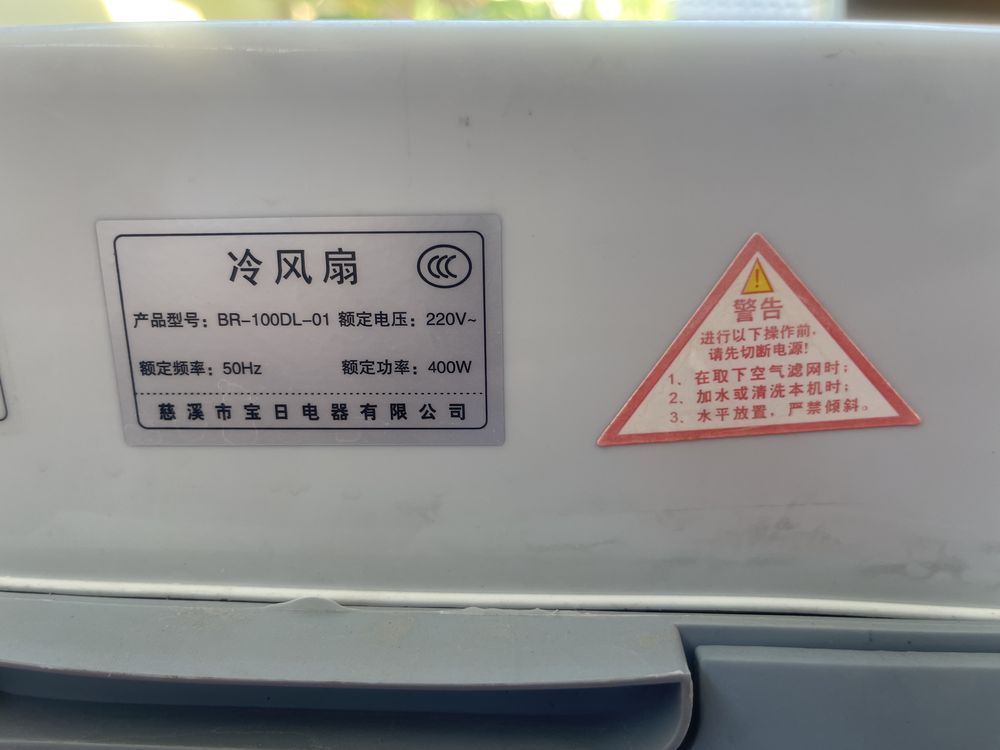 冷风扇
产品型号：BR-100DL-01 额定电压：220V~
额定频率：50Hz 额定功率：400W
慈溪市宝日电器有限公司
警告
进行以下操作前，
请先切断电源！
1、在取下空气滤网时；
2、加水或清洗本机时；
3、水平放置，严禁倾斜。